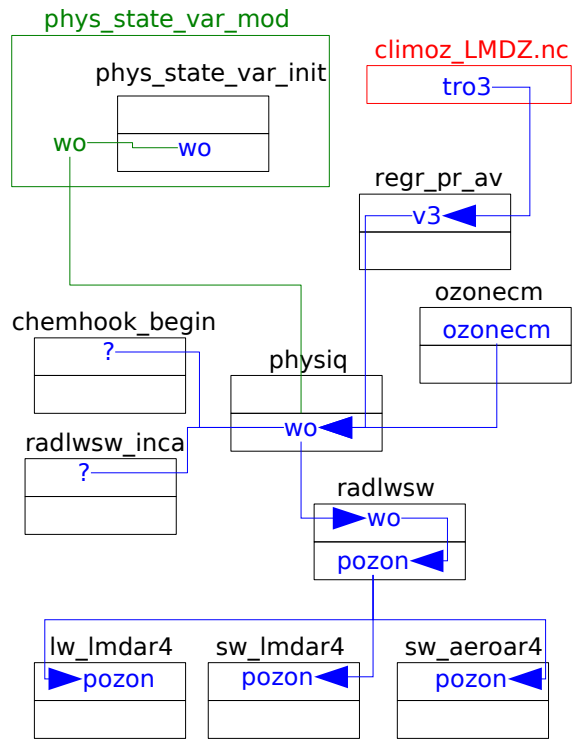 phys_state_var_mod
climoz_LMDZ.nc
phys_state_var_init
tro3
wo
wo
regr_pr_av
v3
ozonecm
chemhook_begin
ozonecm
?
physiq
wo
radlwsw_inca
?
radlwsw
wo
pozon
lw_lmdar4
sw_lmdar4
sw_aeroar4
pozon
pozon
pozon